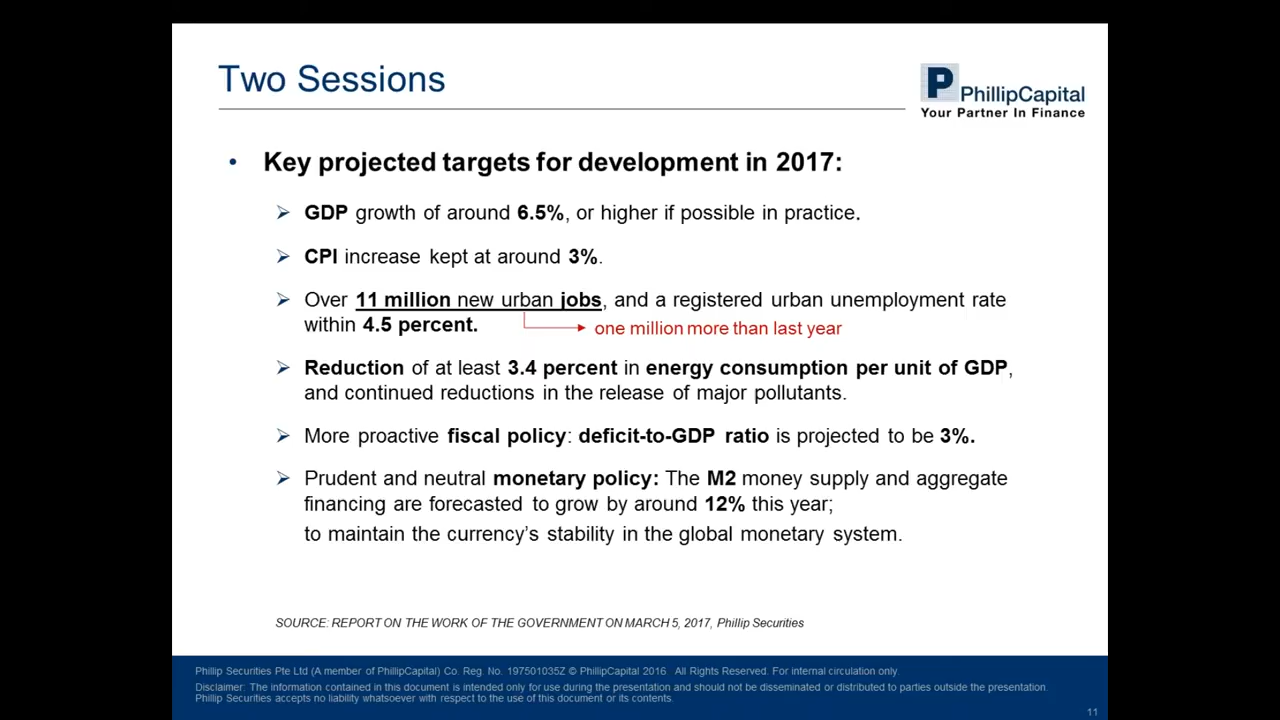 Two Sessions
P PhillipCapital
Your Partner In Finance
• Key projected targets for development in 2017:
➢ GDP growth of around 6.5%, or higher if possible in practice.
➢ CPI increase kept at around 3%.
➢ Over 11 million new urban jobs, and a registered urban unemployment rate
within 4.5 percent.
one million more than last year
➢ Reduction of at least 3.4 percent in energy consumption per unit of GDP,
and continued reductions in the release of major pollutants.
➢ More proactive fiscal policy: deficit-to-GDP ratio is projected to be 3%.
➢ Prudent and neutral monetary policy: The M2 money supply and aggregate
financing are forecasted to grow by around 12% this year;
to maintain the currency's stability in the global monetary system.
SOURCE: REPORT ON THE WORK OF THE GOVERNMENT ON MARCH 5, 2017, Phillip Securities
Phillip Securities Pte Ltd (A member of PhillipCapital) Co. Reg. No. 197501035Z © PhillipCapital 2016. All Rights Reserved. For internal circulation only
Disclaimer: The information contained in this document is intended only for use during the presentation and should not be disseminated or distributed to parties outside the presentation.
Phillip Securities accepts no liability whatsoever with respect to the use of this document or its contents.
11